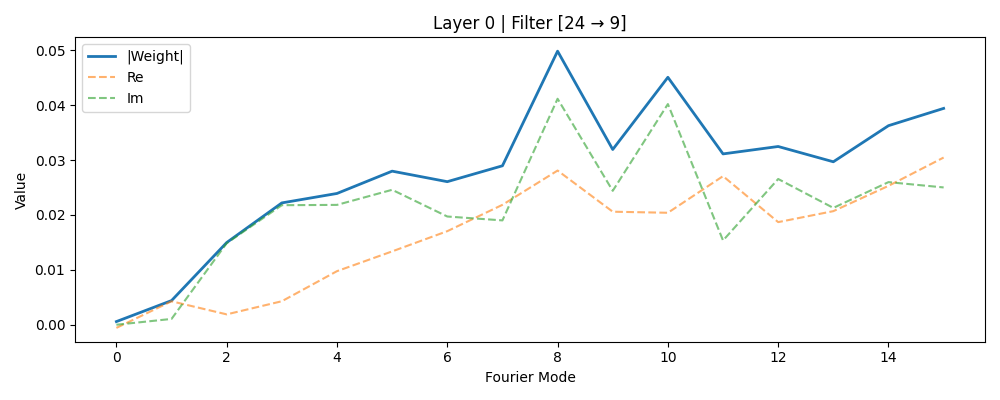 Layer 0 | Filter [24 → 9]
|Weight|
Re
Im
0.05
0.04
0.03
0.02
0.01
0.00
Value
0 2 4 6 8 10 12 14
Fourier Mode